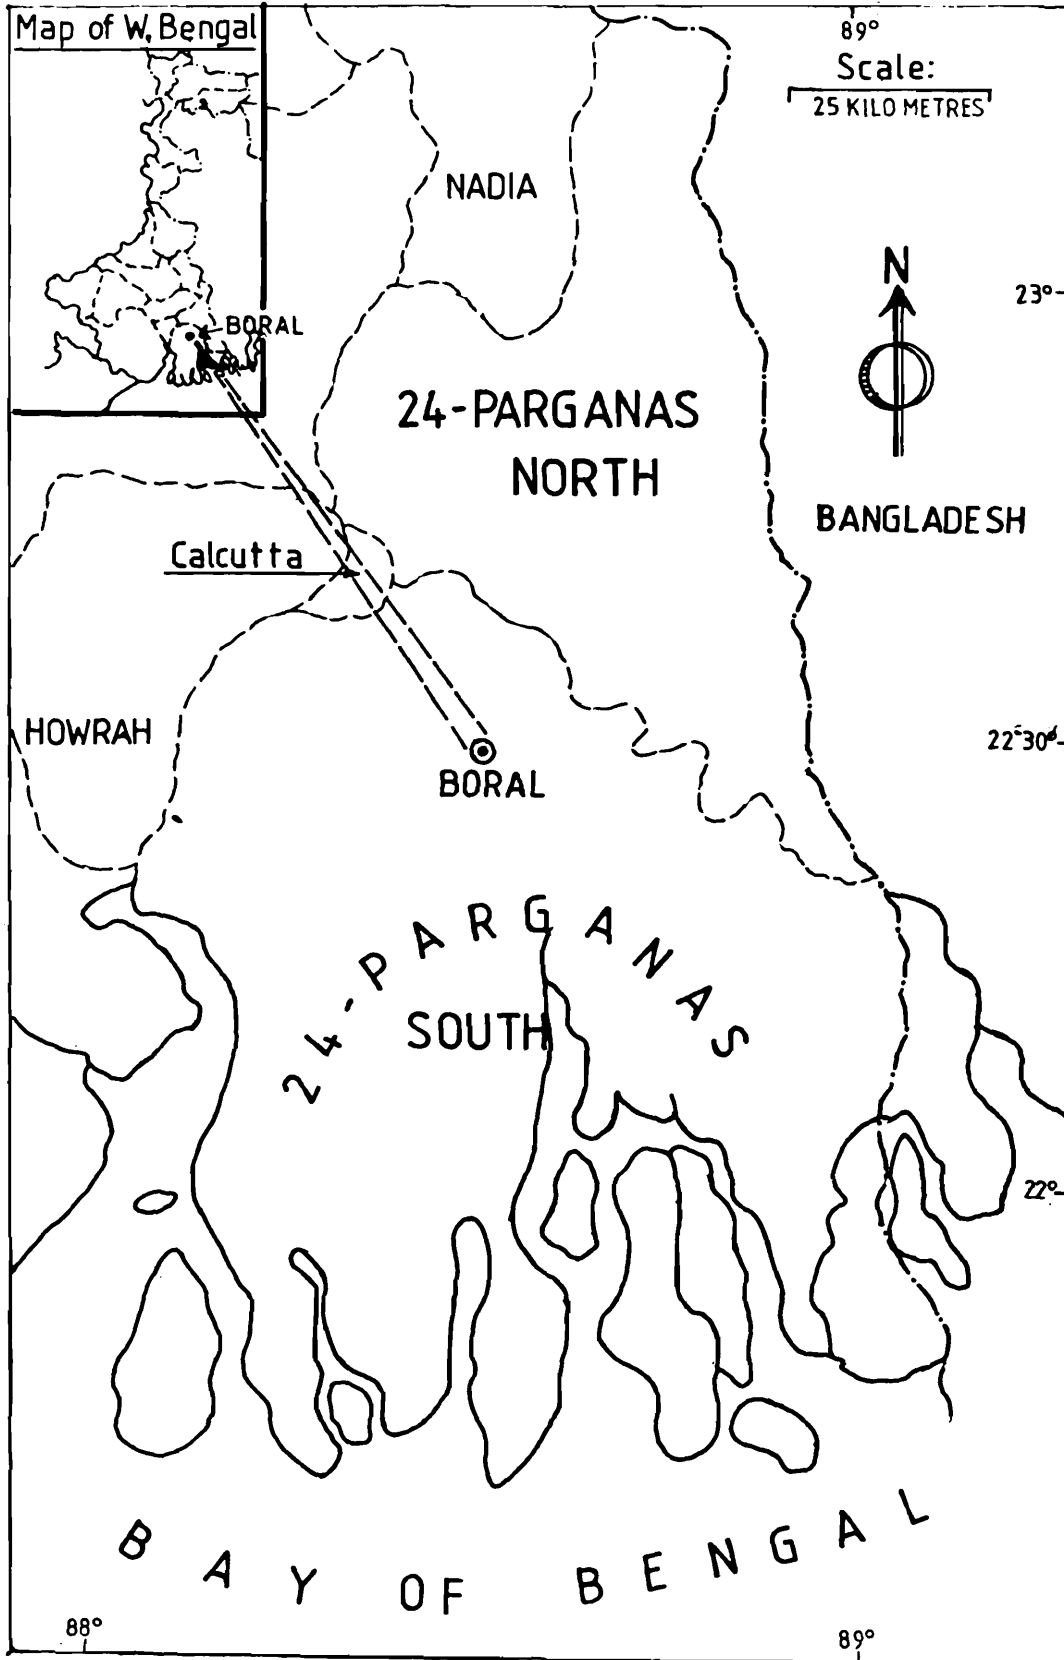 Map of W. Bengal
BORAL
89°
Scale:
25 KILO METRES
NADIA
N
23°
24-PARGANAS
NORTH
BANGLADESH
Calcutta
HOWRAH
22°30'
BORAL
24-PARGANAS
SOUTH
22°
BAY OF BENGAL
88°
89°